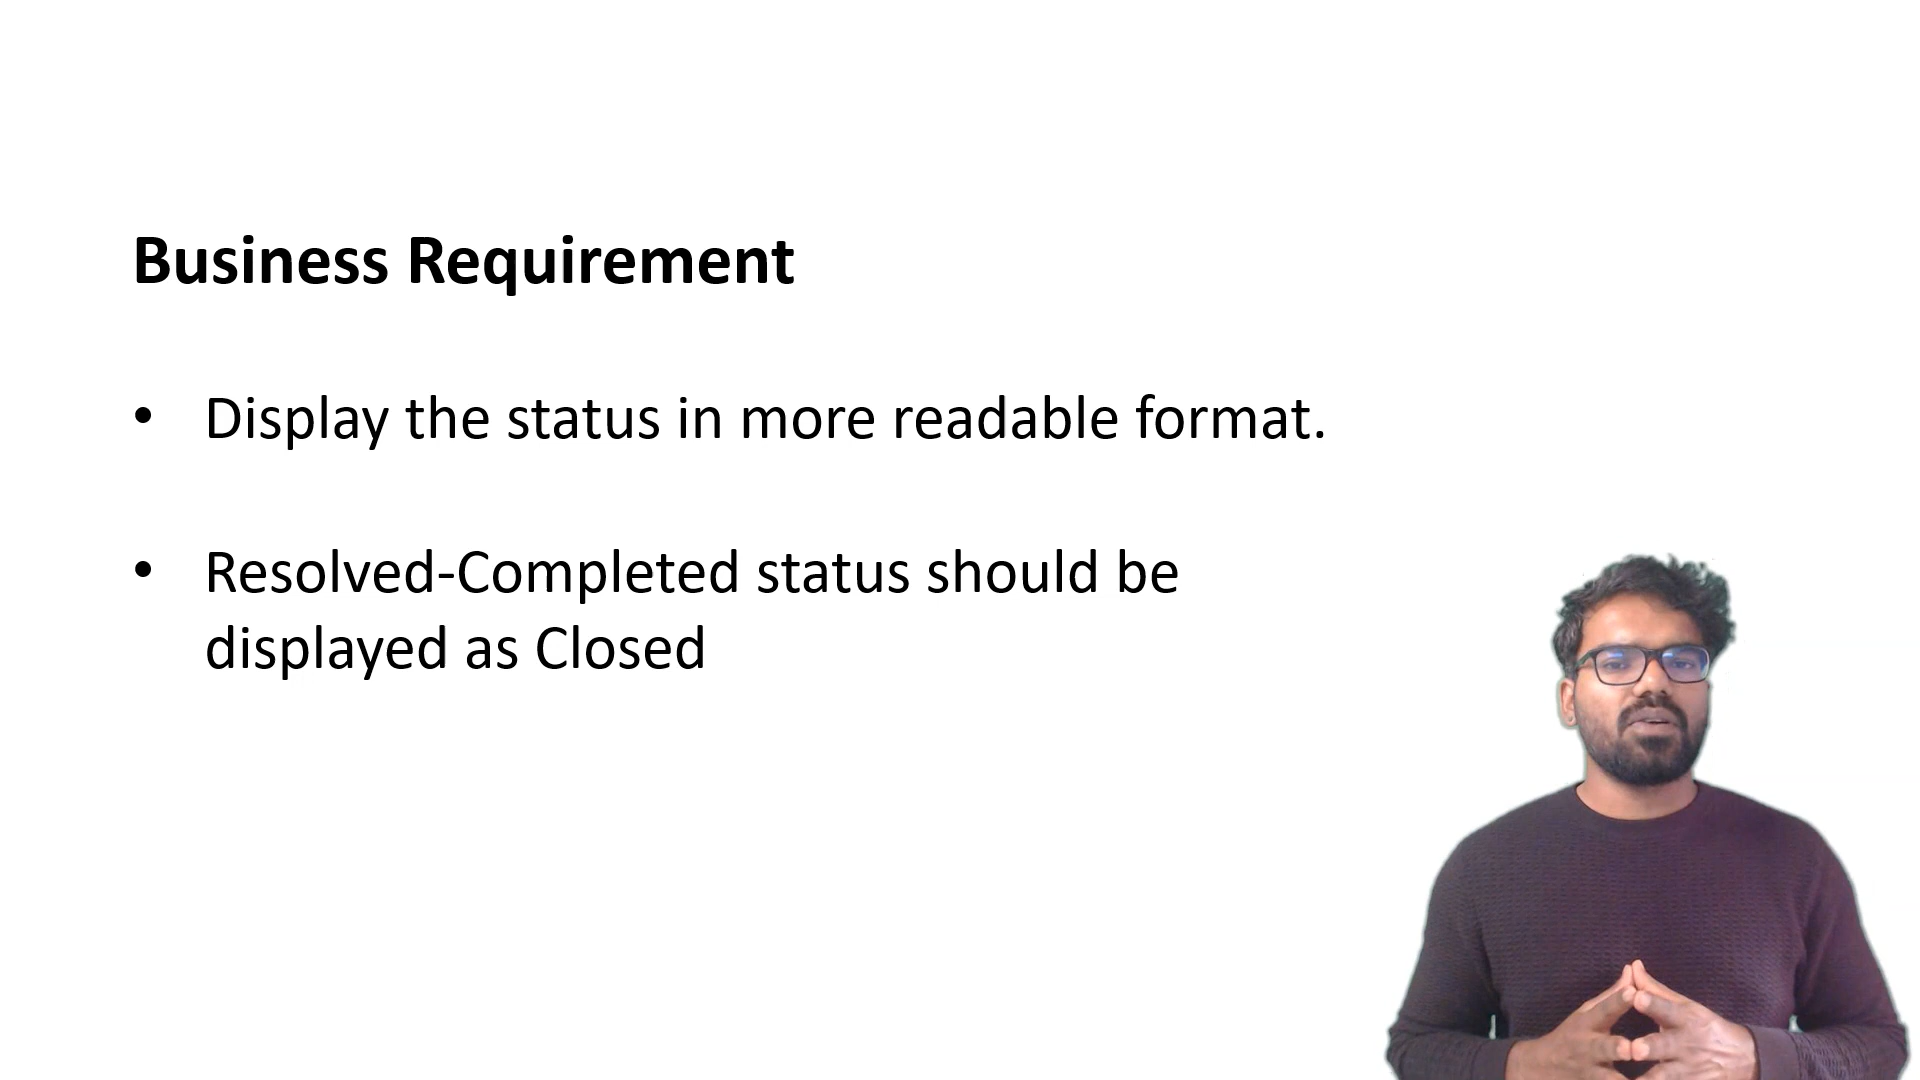 Business Requirement
• Display the status in more readable format.
• Resolved-Completed status should be
displayed as Closed